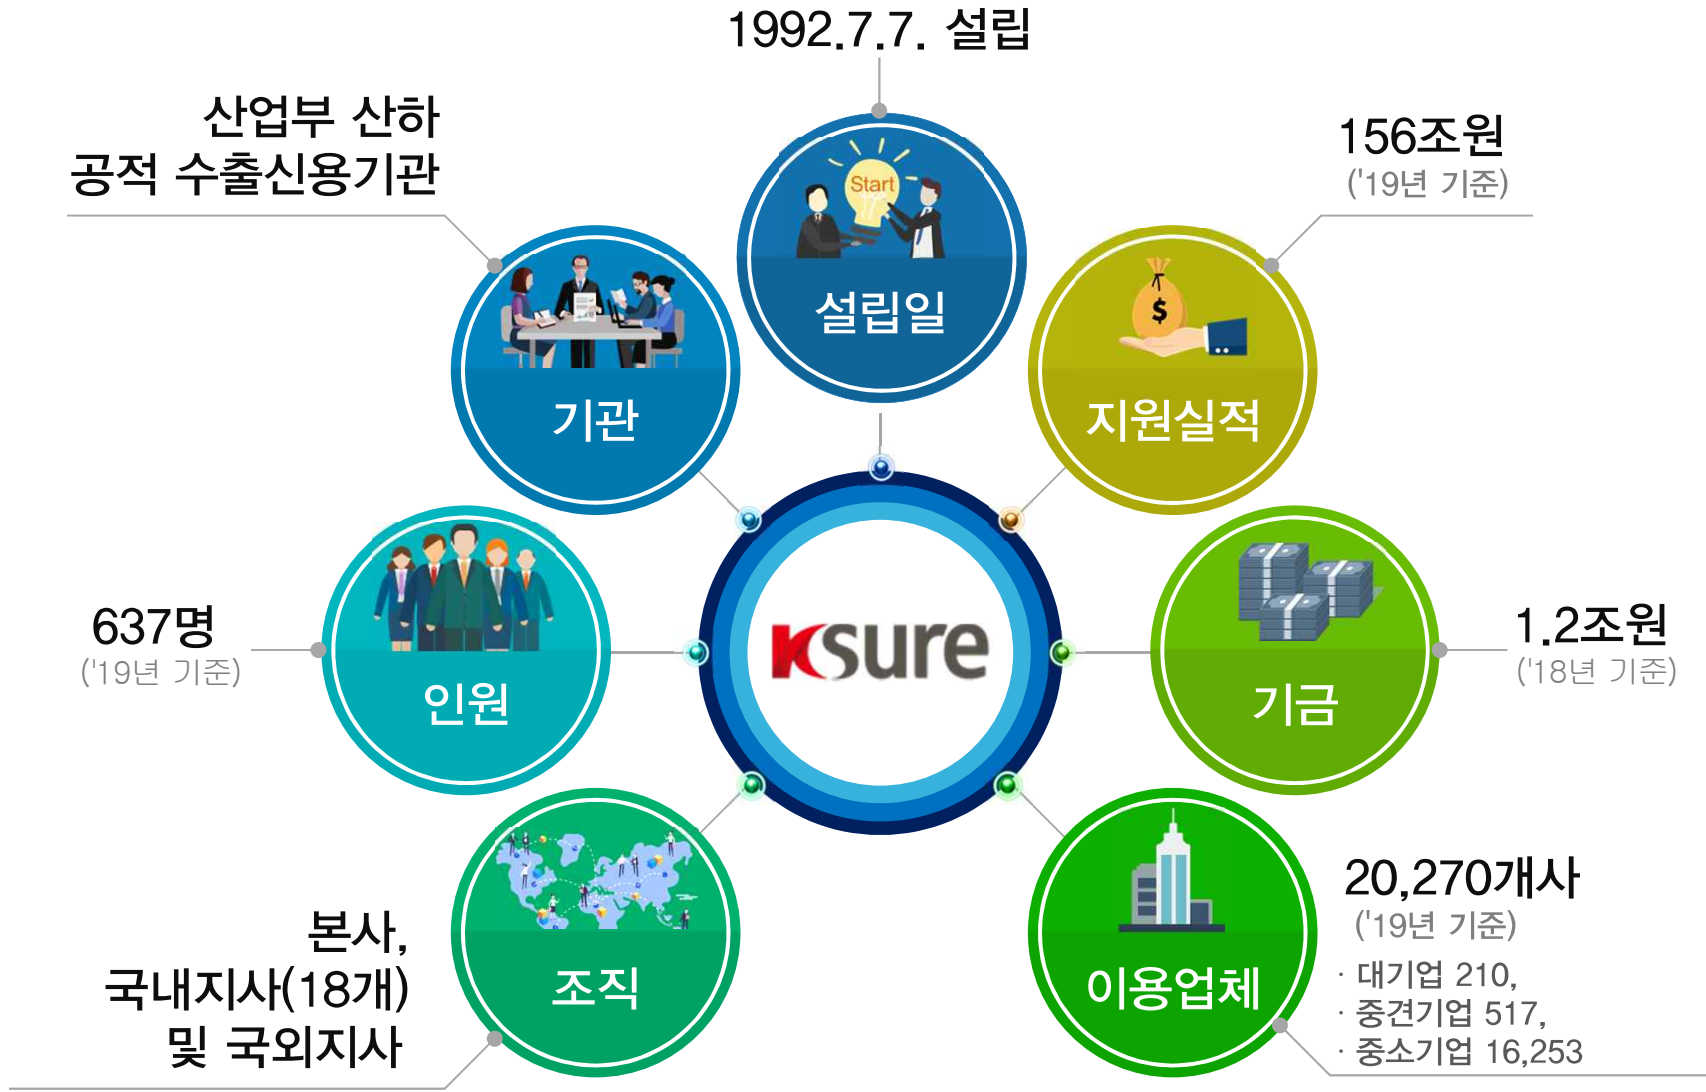 1992.7.7. 설립
산업부 산하
공적 수출신용기관
156조원
('19년 기준)
Start
$
설립일
기관
지원실적
637명
('19년 기준)
인원
ksure
1.2조원
('18년 기준)
기금
본사,
국내지사(18개)
및 국외지사
조직
이용업체
20,270개사
('19년 기준)
· 대기업 210,
· 중견기업 517,
· 중소기업 16,253